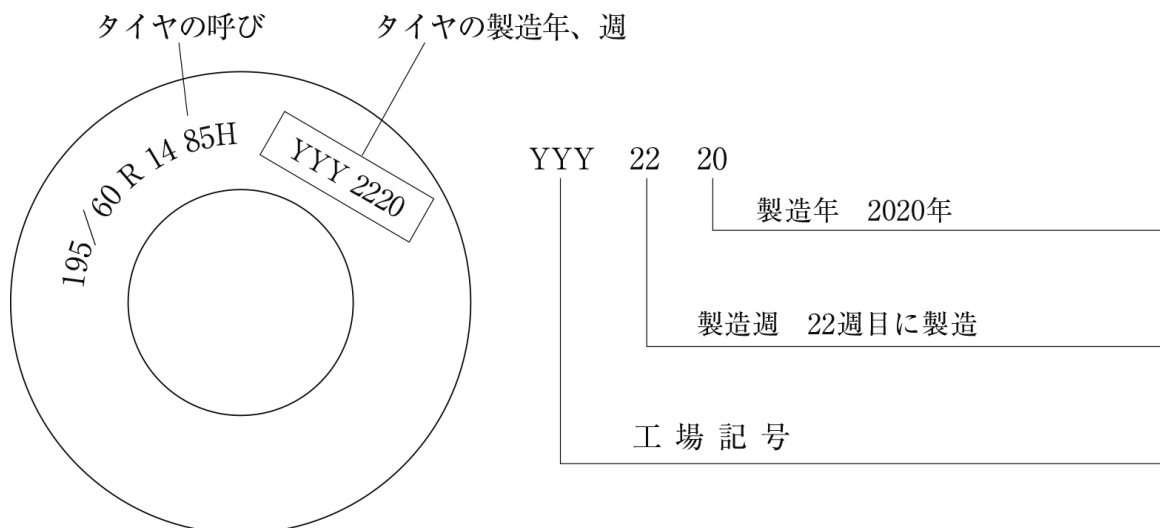 タイヤの呼び
タイヤの製造年、週
195/60 R 14 85H
YYY 2220
YYY 22 20
製造年 2020年
製造週 22週目に製造
工場記号